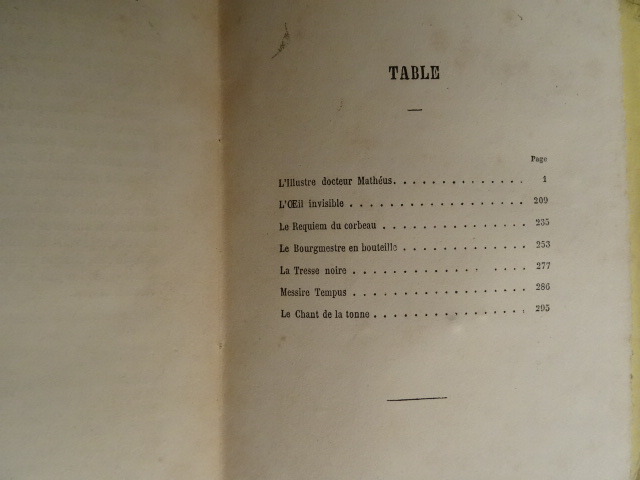 TABLE
Page
L'Illustre docteur Mathéus. . . . . . . . . . . . . 1
L'Œil invisible . . . . . . . . . . . . . . . . 209
Le Requiem du corbeau . . . . . . . . . . . . . . 235
Le Bourgmestre en bouteille . . . . . . . . . . . . 253
La Tresse noire . . . . . . . . . . . . . . . 277
Messire Tempus . . . . . . . . . . . . . . . . 286
Le Chant de la tonne . . . . . . . . . . . . . . . 295